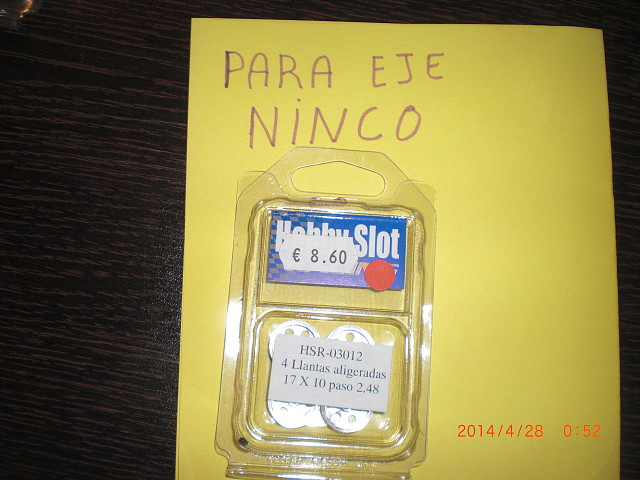 PARA EJE
NINCO
Hobby Slot
€ 8.60
HSR-03012
4 Llantas aligeradas
17 X 10 paso 2.48
2014/4/28 0:52